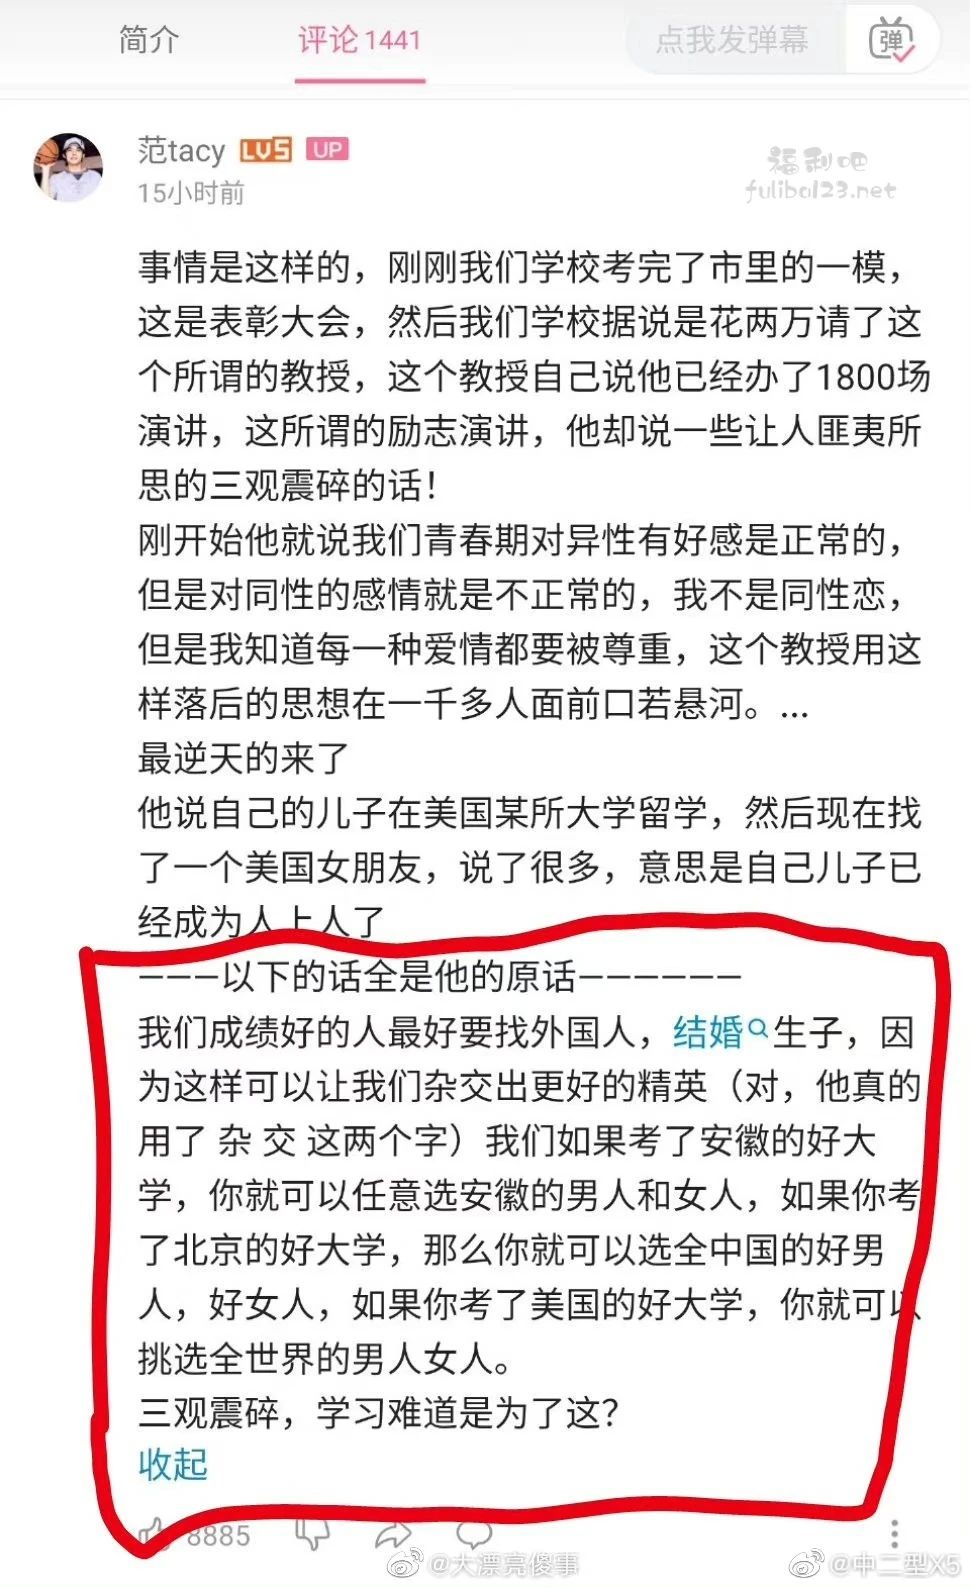 简介
评论 1441
点我发弹幕
弹
范tacy LV5 UP
15小时前
福利吧
fuliba123.net
事情是这样的，刚刚我们学校考完了市里的一模，
这是表彰大会，然后我们学校据说是花两万请了这
个所谓的教授，这个教授自己说他已经办了1800场
演讲，这所谓的励志演讲，他却说一些让人匪夷所
思的三观震碎的话！
刚开始他就说我们青春期对异性有好感是正常的，
但是对同性的感情就是不正常的，我不是同性恋，
但是我知道每一种爱情都要被尊重，这个教授用这
样落后的思想在一千多人面前口若悬河。...
最逆天的来了
他说自己的儿子在美国某所大学留学，然后现在找
了一个美国女朋友，说了很多，意思是自己儿子已
经成为人上人了
———以下的话全是他的原话——————
我们成绩好的人最好要找外国人，结婚生子，因
为这样可以让我们杂交出更好的精英（对，他真的
用了 杂 交 这两个字）我们如果考了安徽的好大
学，你就可以任意选安徽的男人和女人，如果你考
了北京的好大学，那么你就可以选全中国的好男
人，好女人，如果你考了美国的好大学，你就可以
挑选全世界的男人女人。
三观震碎，学习难道是为了这？
收起
8885
@大漂亮傻事
@中二型X5